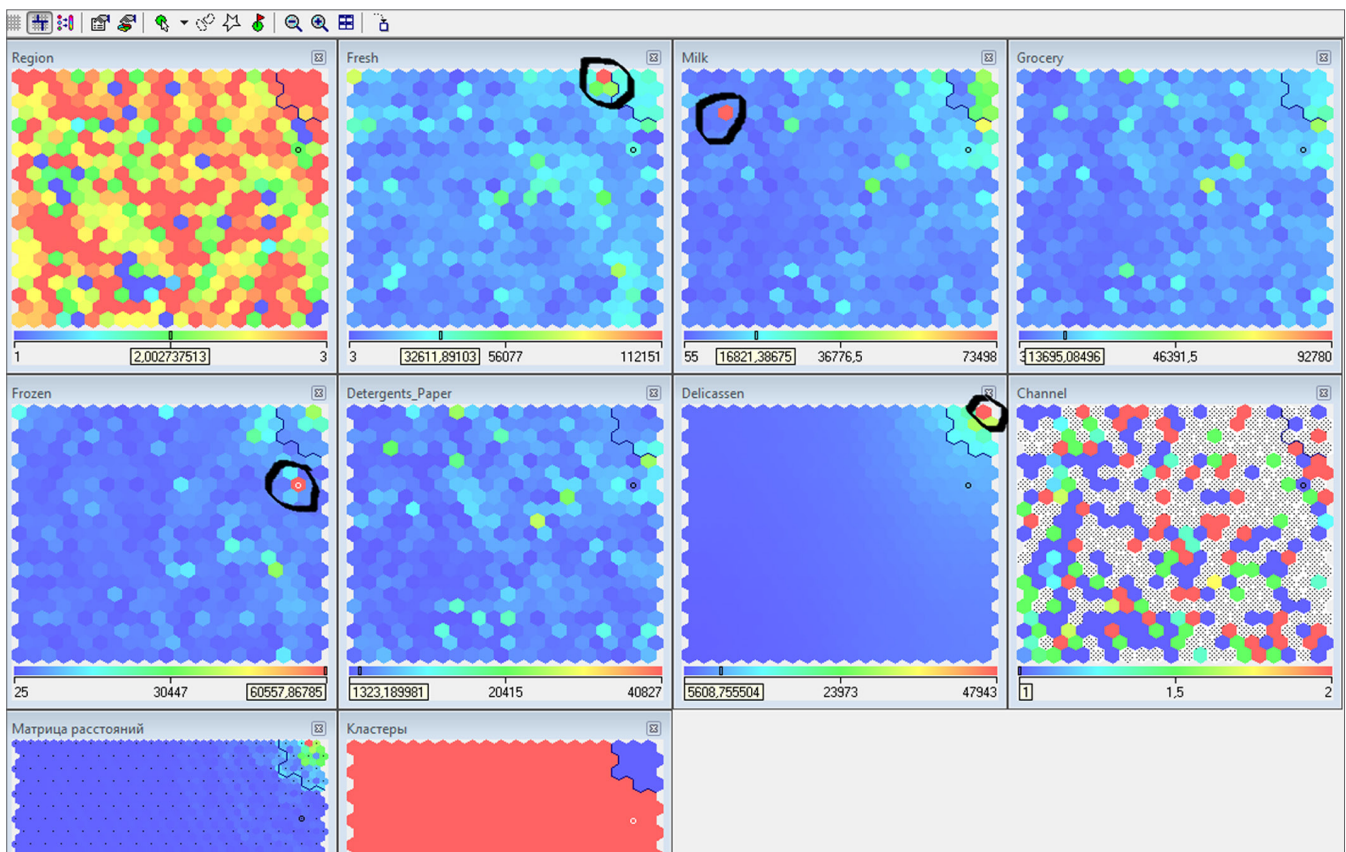 Region
Fresh
Milk
Grocery
1 2,002737513 3
3 32611,89103 56077 112151
55 16821,38675 36776,5 73498
13695,08496 46391,5 92780
Frozen
Detergents_Paper
Delicassen
Channel
25 30447 60557,86785
1323,189981 20415 40827
5608,755504 23973 47943
1 1,5 2
Матрица расстояний
Кластеры